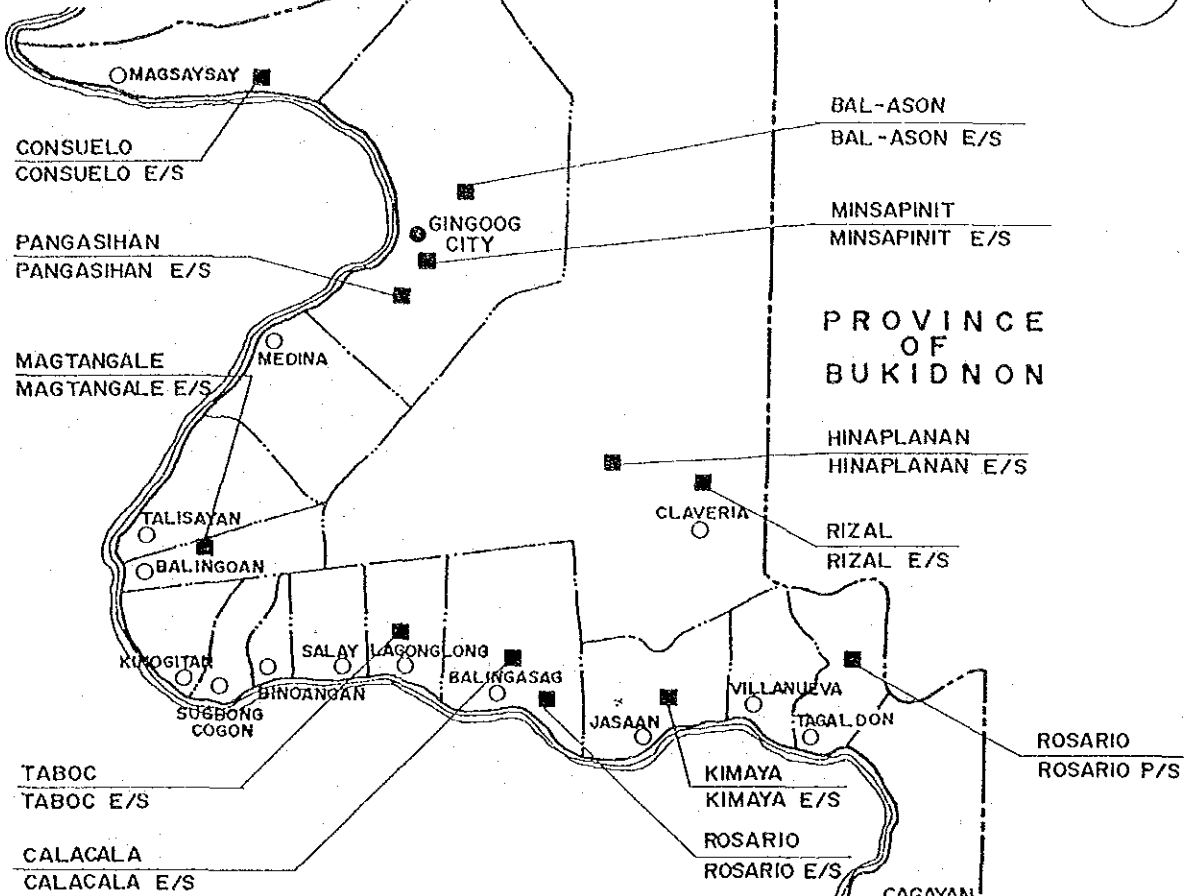 MAGSAYSAY
CONSUELO
CONSUELO E/S
BAL-ASON
BAL-ASON E/S
GINGOOG
CITY
MINSAPINIT
MINSAPINIT E/S
PANGASIHAN
PANGASIHAN E/S
PROVINCE
OF
BUKIDNON
MEDINA
MAGTANGALE
MAGTANGALE E/S
HINAPLANAN
HINAPLANAN E/S
CLAVERIA
TALISAYAN
RIZAL
RIZAL E/S
BALINGOAN
KINOGITAN
SUGBONG
COGON
BINOANGAN
SALAY
LAGONGLONG
BALINGASAG
JASAAN
VILLANUEVA
TAGALDON
ROSARIO
ROSARIO P/S
TABOC
TABOC E/S
KIMAYA
KIMAYA E/S
ROSARIO
ROSARIO E/S
CALACALA
CALACALA E/S
CAGAYAN